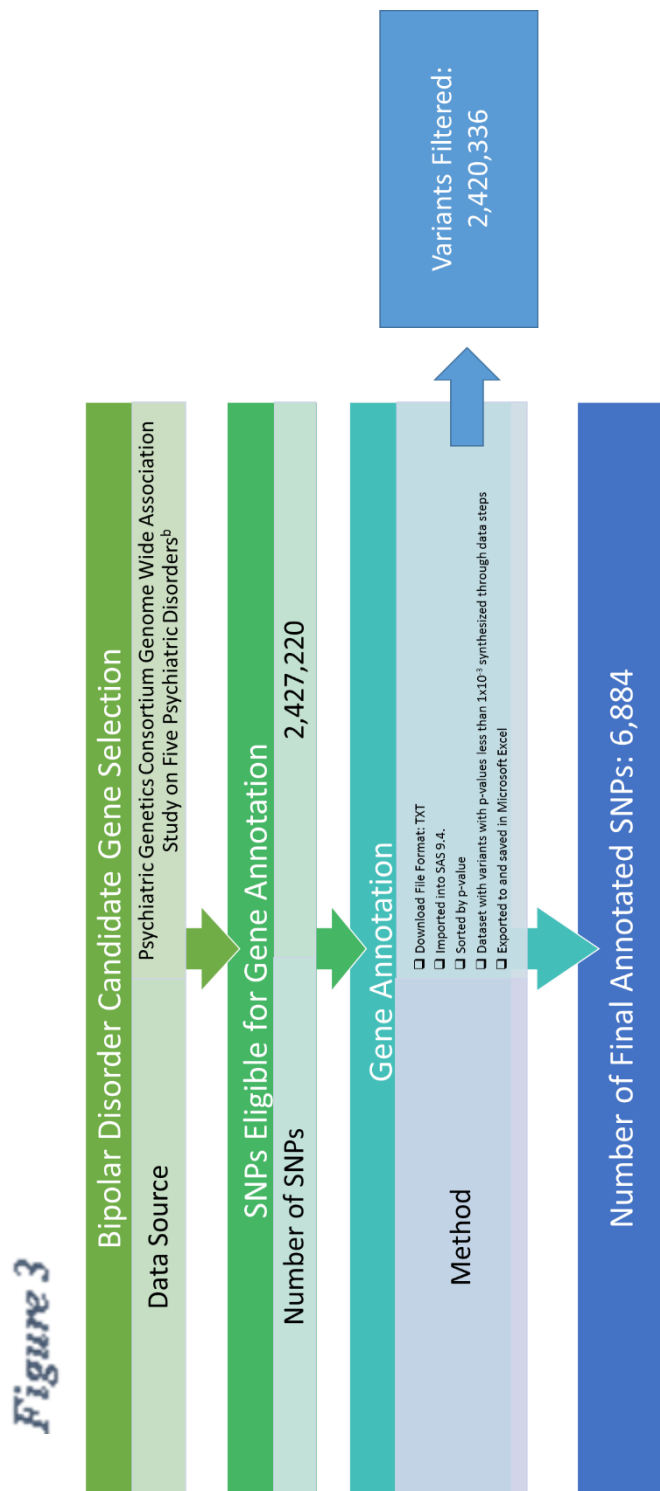 Figure 3
Bipolar Disorder Candidate Gene Selection
Data Source
Psychiatric Genetics Consortium Genome Wide Association
Study on Five Psychiatric Disordersᵇ
SNPs Eligible for Gene Annotation
Number of SNPs
2,427,220
Gene Annotation
Method
❑ Download File Format: TXT
❑ Imported into SAS 9.4.
❑ Sorted by p-value
❑ Dataset with variants with p-values less than 1x10⁻³ synthesized through data steps
❑ Exported to and saved in Microsoft Excel
Variants Filtered:
2,420,336
Number of Final Annotated SNPs: 6,884